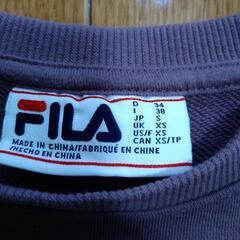 FILA
D 34
I 38
JP S
UK XS
US/F XS
CAN XS/TP
MADE IN CHINA/FABRIQUÉ EN CHINE
/HECHO EN CHINA